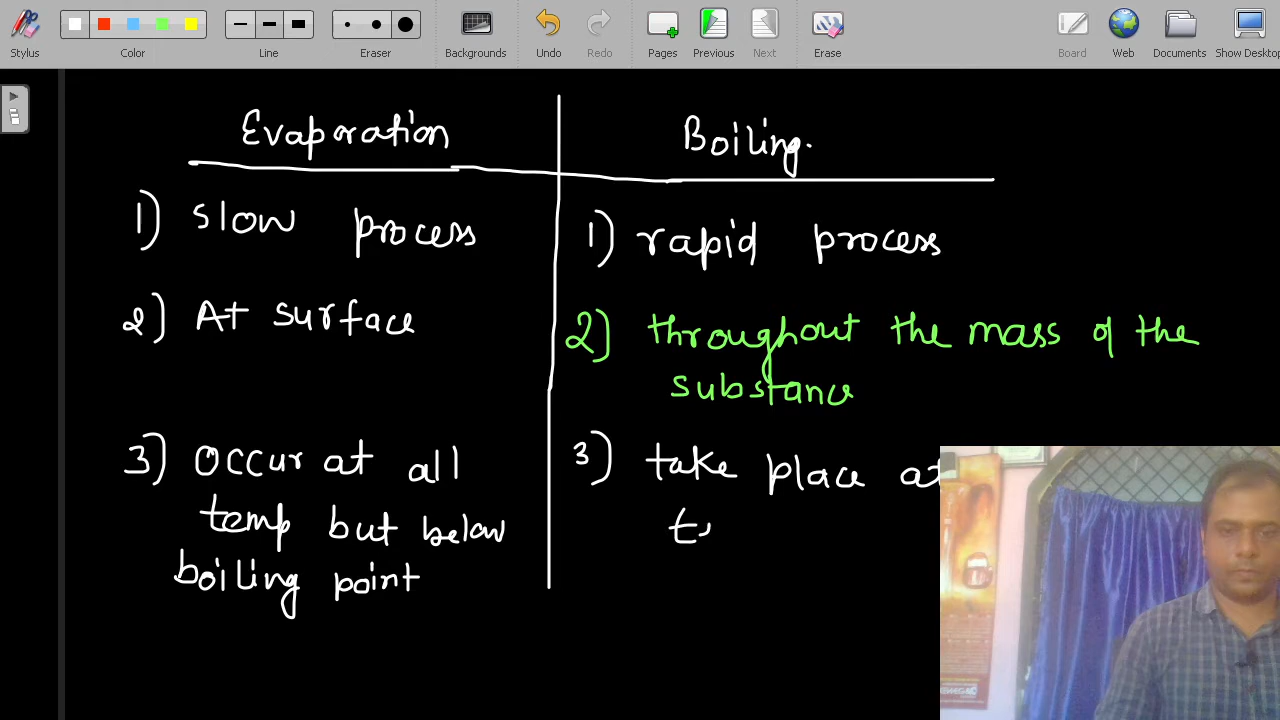 Stylus
Color
Line
Eraser
Backgrounds
Undo
Redo
Pages
Previous
Next
Erase
Board
Web
Documents
Show Desktop
Evaporation
Boiling.
1) slow process
1) rapid process
2) At surface
2) throughout the mass of the
substance
3) Occur at all
temp but below
boiling point
3) take place at